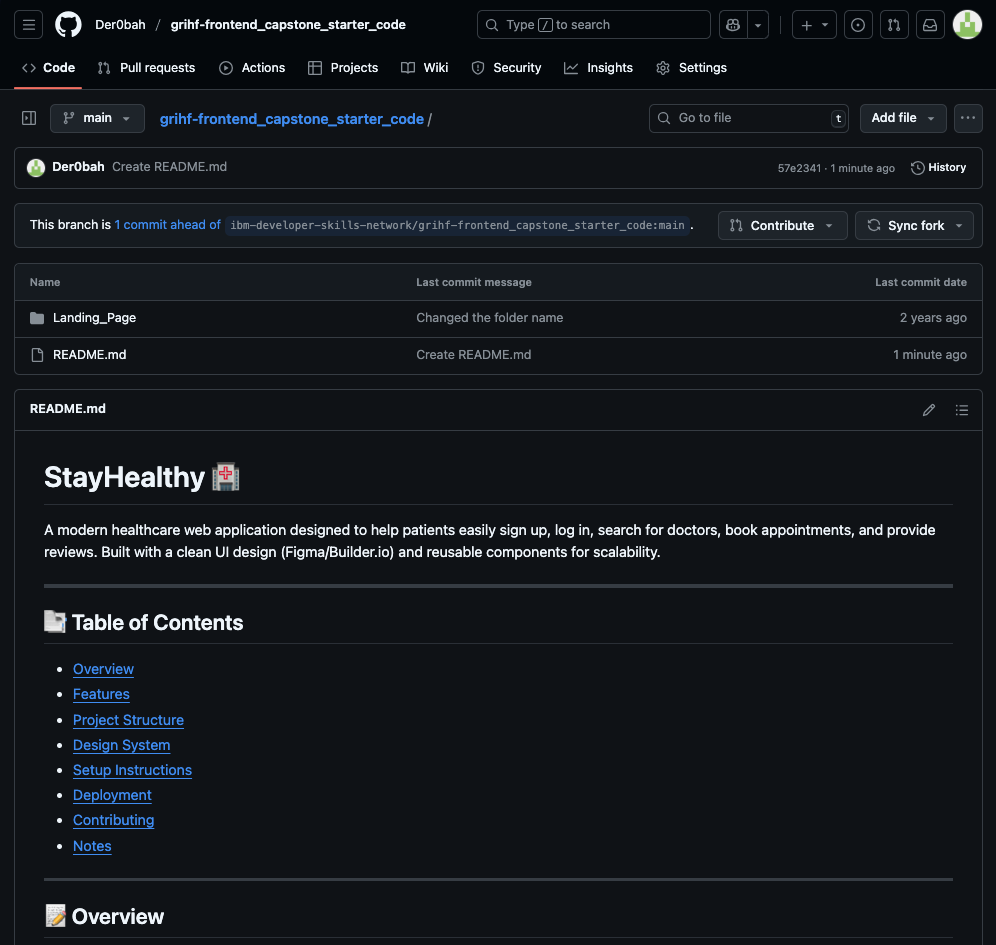 Der0bah / grihf-frontend_capstone_starter_code Type / to search
Code Pull requests Actions Projects Wiki Security Insights Settings
main grihf-frontend_capstone_starter_code / Go to file t Add file
Der0bah Create README.md 57e2341 · 1 minute ago History
This branch is 1 commit ahead of ibm-developer-skills-network/grihf-frontend_capstone_starter_code:main . Contribute Sync fork
Name Last commit message Last commit date
Landing_Page Changed the folder name 2 years ago
README.md Create README.md 1 minute ago
README.md
StayHealthy 🏥
A modern healthcare web application designed to help patients easily sign up, log in, search for doctors, book appointments, and provide
reviews. Built with a clean UI design (Figma/Builder.io) and reusable components for scalability.
📑 Table of Contents
• Overview
• Features
• Project Structure
• Design System
• Setup Instructions
• Deployment
• Contributing
• Notes
📝 Overview